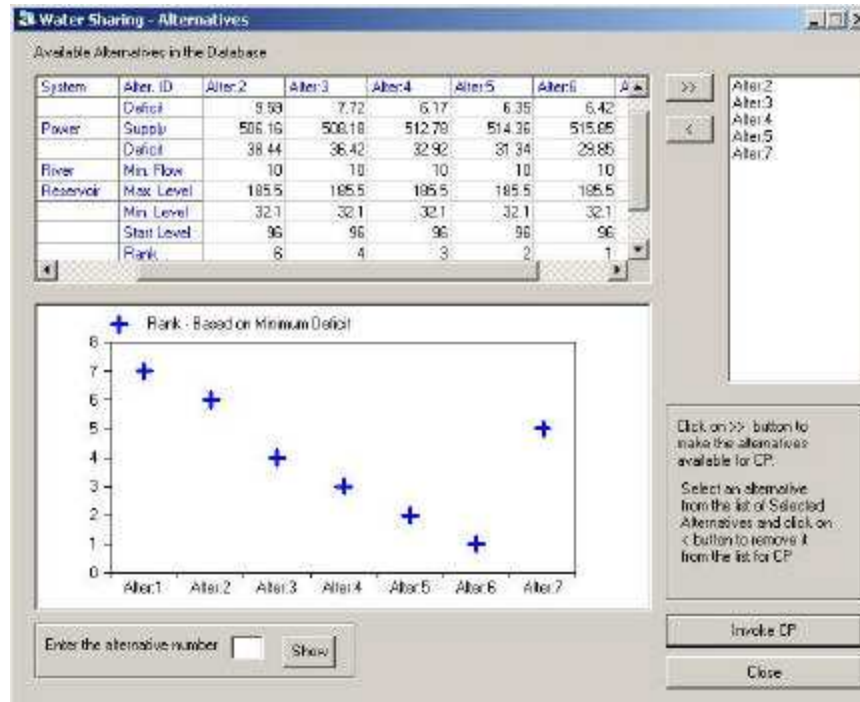 Water Sharing - Alternatives
Available Alternatives in the Database
System Alter. ID Alter:2 Alter:3 Alter:4 Alter:5 Alter:6 A
Deficit 9.59 7.72 6.17 6.35 6.42
Power Supply 506.16 508.18 512.78 514.36 515.85
Deficit 38.44 36.42 32.92 31.34 29.85
River Min. Flow 10 10 10 10 10
Reservoir Max. Level 185.5 185.5 185.5 185.5 185.5
Min. Level 32.1 32.1 32.1 32.1 32.1
Start Level 96 96 96 96 96
Rank 6 4 3 2 1
>>
<
Alter:2
Alter:3
Alter:4
Alter:5
Alter:7
Rank - Based on Minimum Deficit
8
7
6
5
4
3
2
1
0
Alter:1 Alter:2 Alter:3 Alter:4 Alter:5 Alter:6 Alter:7
Click on >> button to
make the alternatives
available for CP.
Select an alternative
from the list of Selected
Alternatives and click on
< button to remove it
from the list for CP
Enter the alternative number
Show
Invoke CP
Close